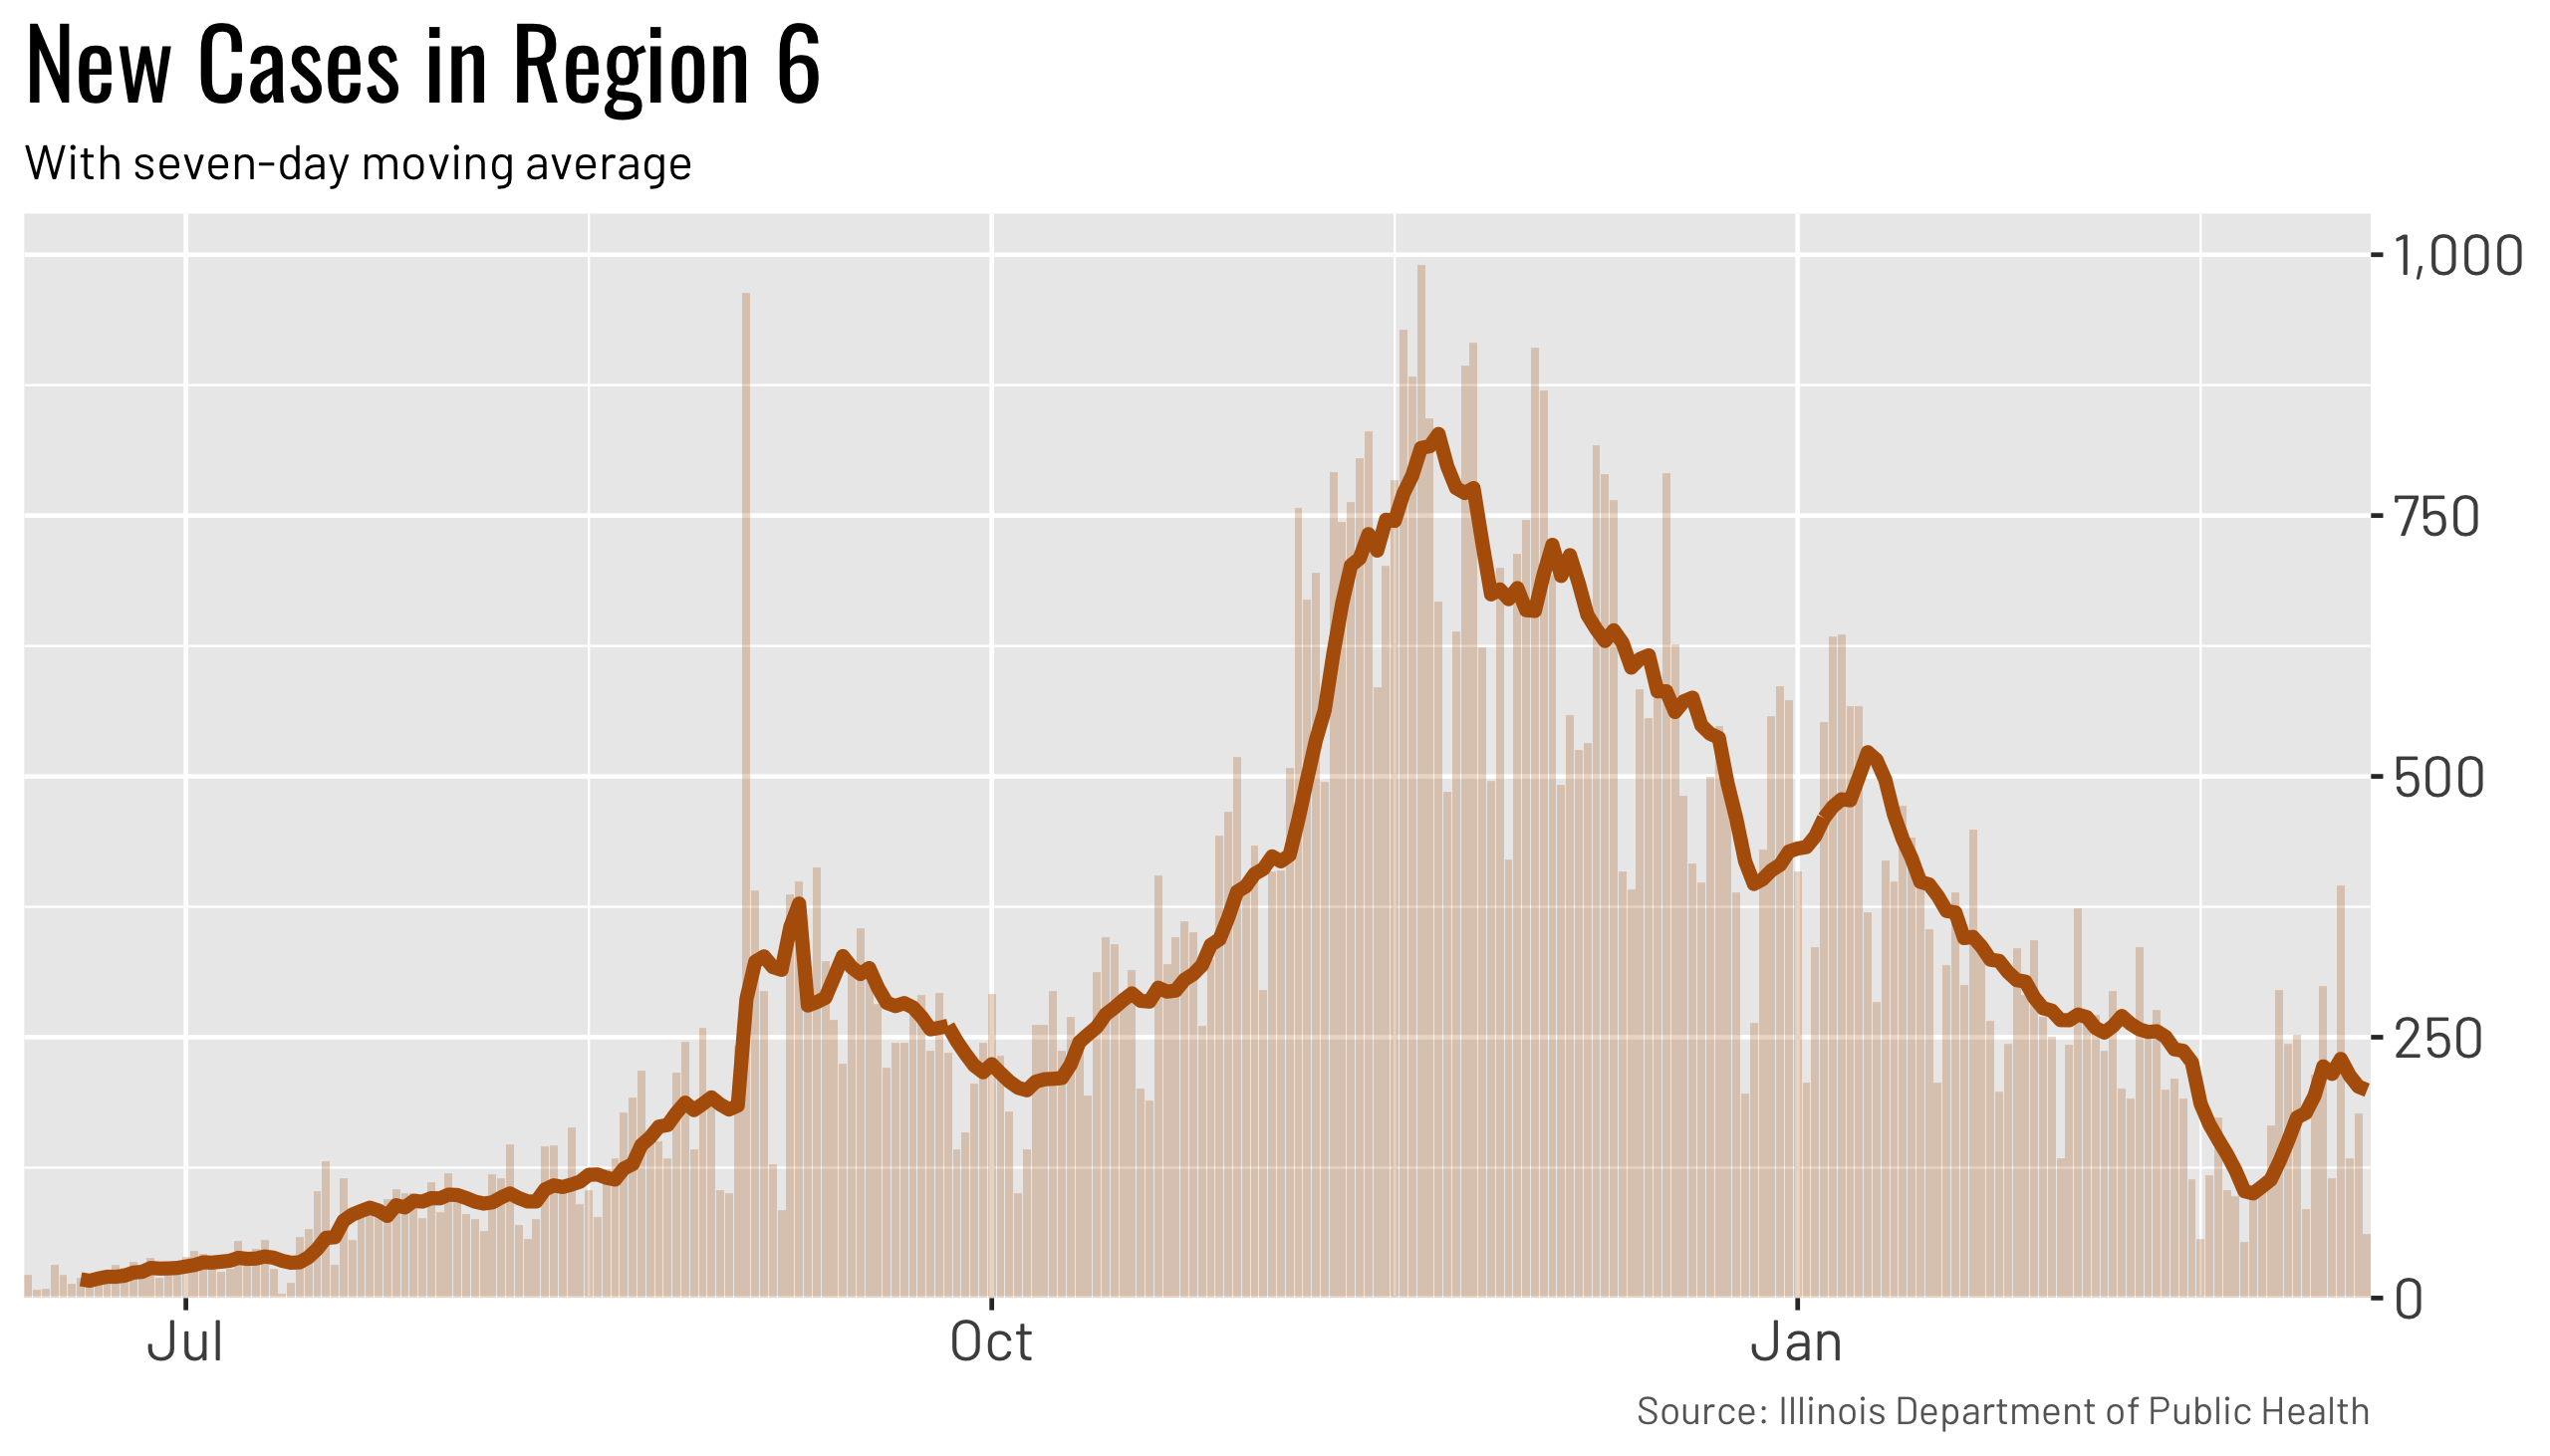 New Cases in Region 6
With seven-day moving average
1,000
750
500
250
0
Jul Oct Jan
Source: Illinois Department of Public Health